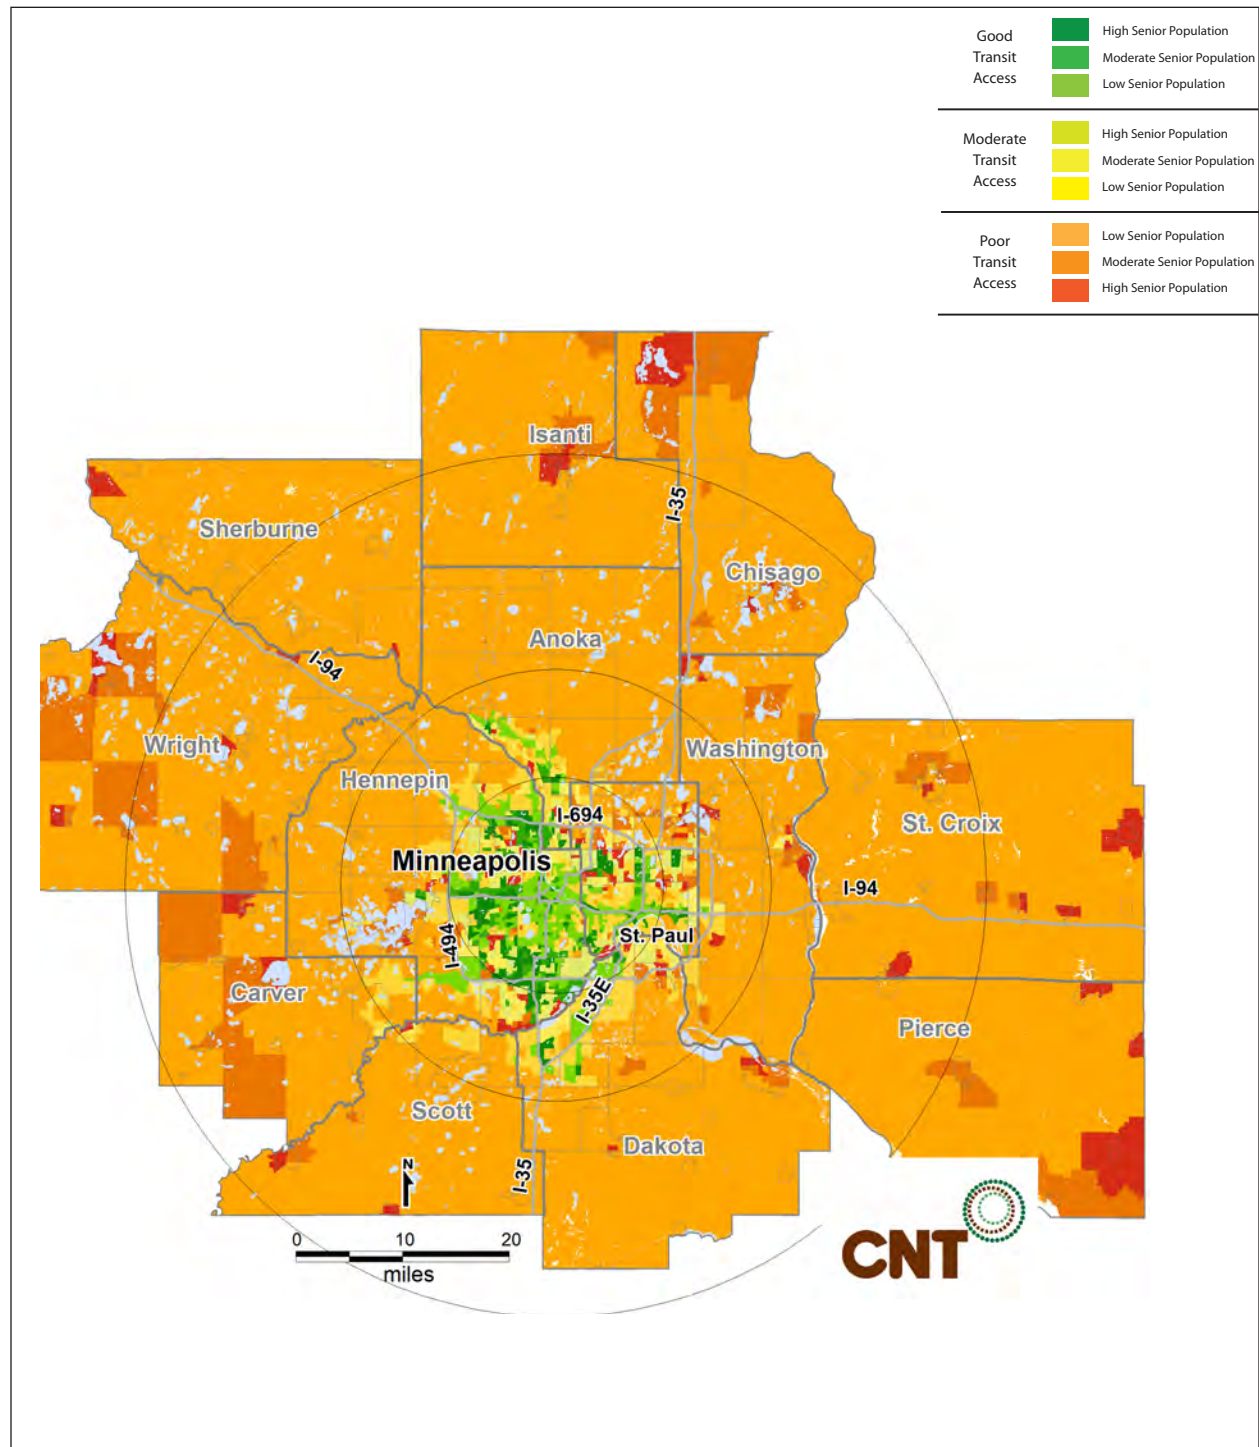 Good
Transit
Access
High Senior Population
Moderate Senior Population
Low Senior Population
Moderate
Transit
Access
High Senior Population
Moderate Senior Population
Low Senior Population
Poor
Transit
Access
Low Senior Population
Moderate Senior Population
High Senior Population
Isanti
I-35
Sherburne
Chisago
Anoka
I-94
Wright
Washington
Hennepin
I-694
St. Croix
Minneapolis
I-94
St. Paul
I-494
Carver
I-35E
Pierce
Scott
Dakota
N
I-35
0 10 20
miles
CNT